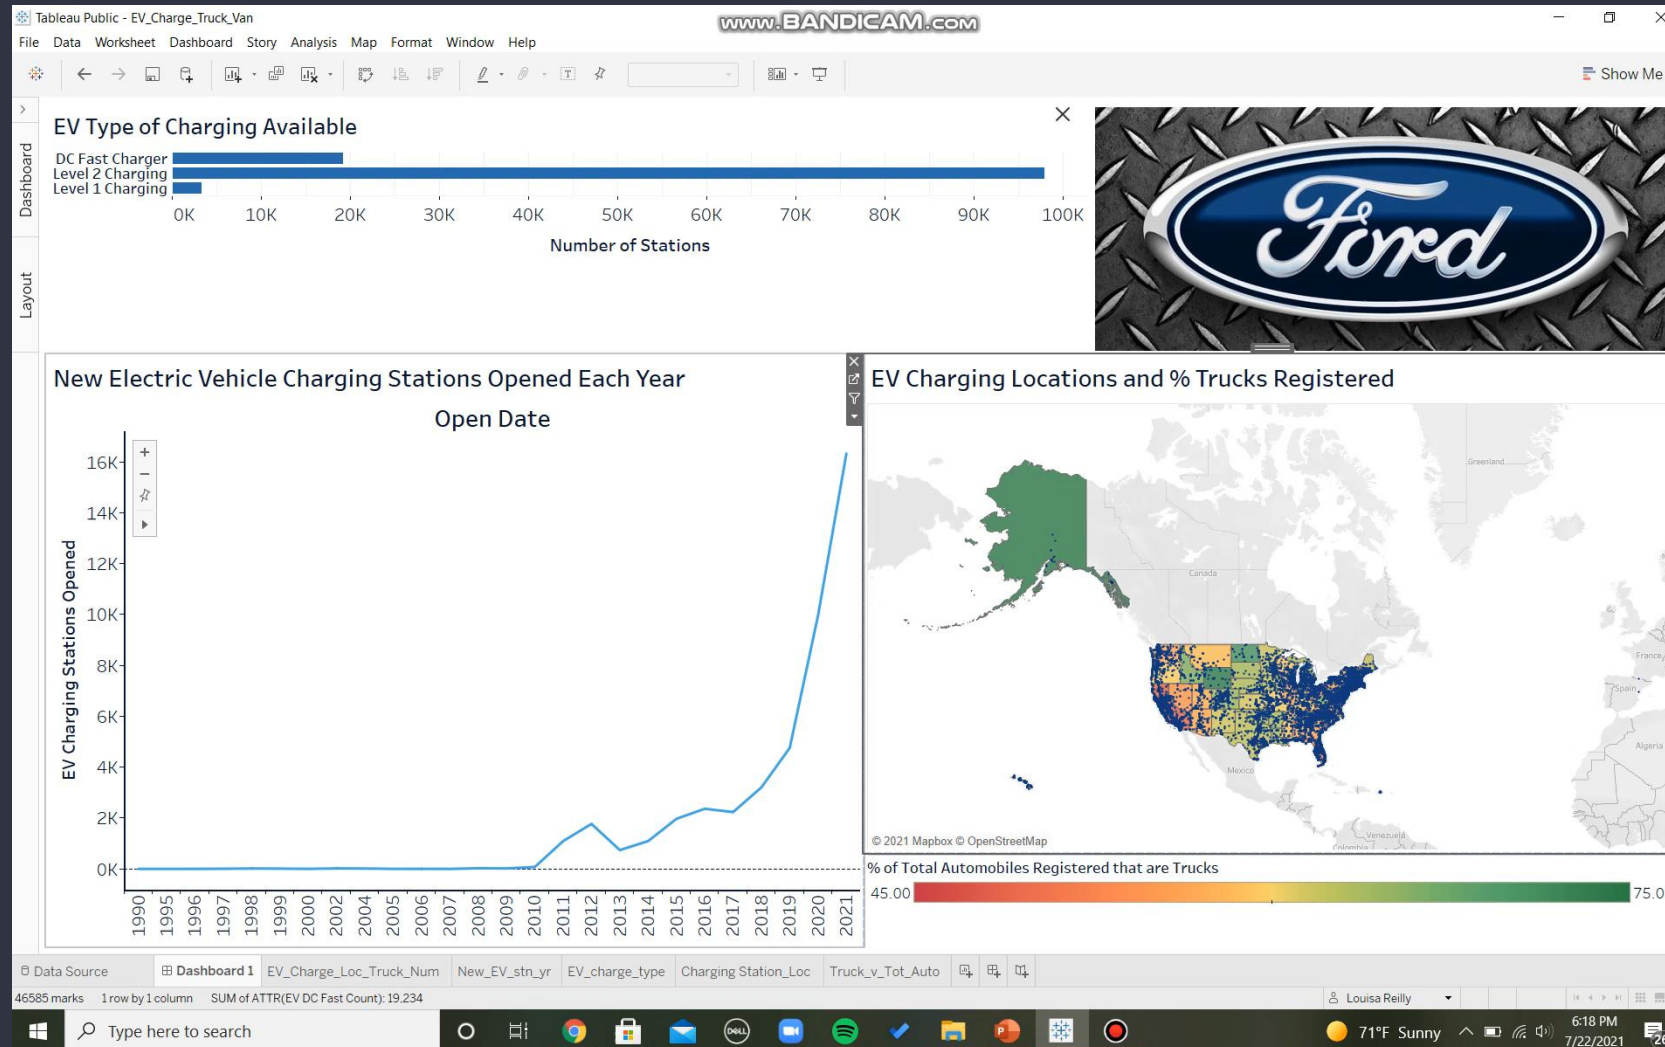 Tableau Public - EV_Charge_Truck_Van
www.BANDICAM.com
File Data Worksheet Dashboard Story Analysis Map Format Window Help
Show Me
Dashboard
Layout
EV Type of Charging Available
DC Fast Charger
Level 2 Charging
Level 1 Charging
0K 10K 20K 30K 40K 50K 60K 70K 80K 90K 100K
Number of Stations
Ford
New Electric Vehicle Charging Stations Opened Each Year
Open Date
EV Charging Stations Opened
16K
14K
12K
10K
8K
6K
4K
2K
0K
1990 1995 1996 1997 1998 1999 2000 2002 2004 2005 2006 2007 2008 2009 2010 2011 2012 2013 2014 2015 2016 2017 2018 2019 2020 2021
EV Charging Locations and % Trucks Registered
Greenland
Canada
France
Spain
Algeria
Mexico
Venezuela
Colombia
© 2021 Mapbox © OpenStreetMap
% of Total Automobiles Registered that are Trucks
45.00 75.0
Data Source Dashboard 1 EV_Charge_Loc_Truck_Num New_EV_stn_yr EV_charge_type Charging Station_Loc Truck_v_Tot_Auto
46585 marks 1 row by 1 column SUM of ATTR(EV DC Fast Count): 19.234 Louisa Reilly
Type here to search
DELL
71°F Sunny
6:18 PM
7/22/2021
26